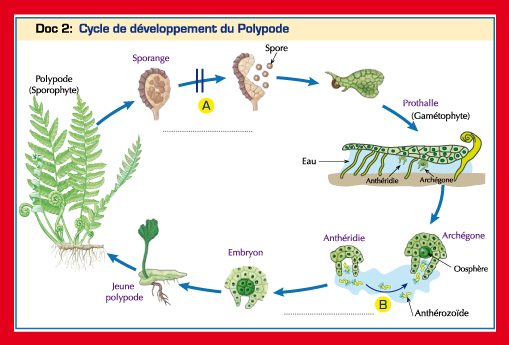 Doc 2: Cycle de développement du Polypode
Spore
Sporange
Polypode
(Sporophyte)
A
Prothalle
(Gamétophyte)
Eau
Anthéridie
Archégone
Embryon
Anthéridie
Archégone
Oosphère
Jeune
polypode
B
Anthérozoïde